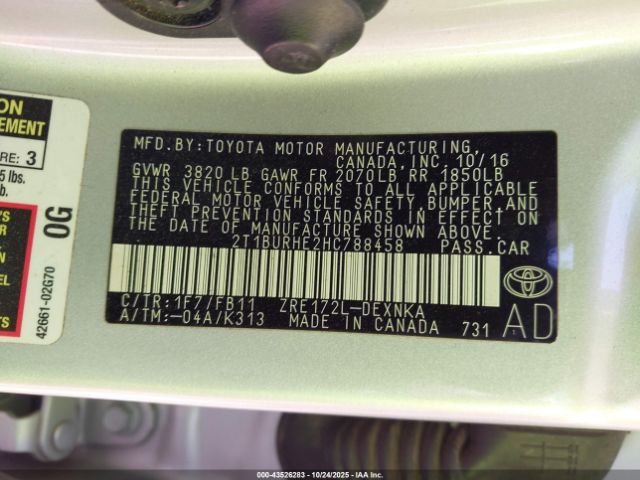 ON
EMENT
RE: 3
5 lbs.
b.
0G
TS
42661-02G70
MFD.BY:TOYOTA MOTOR MANUFACTURING,
CANADA,INC. 10/16
GVWR 3820 LB GAWR FR 2070LB RR 1850LB
THIS VEHICLE CONFORMS TO ALL APPLICABLE
FEDERAL MOTOR VEHICLE SAFETY, BUMPER, AND
THEFT PREVENTION STANDARDS IN EFFECT ON
THE DATE OF MANUFACTURE SHOWN ABOVE.
2T1BURHE2HC788458 PASS.CAR
C/TR:1F7/FB11 ZRE172L-DEXNKA
A/TM:-04A/K313 MADE IN CANADA 731
AD
000-43526283 | 10/24/2025 | IAAI.Inc.